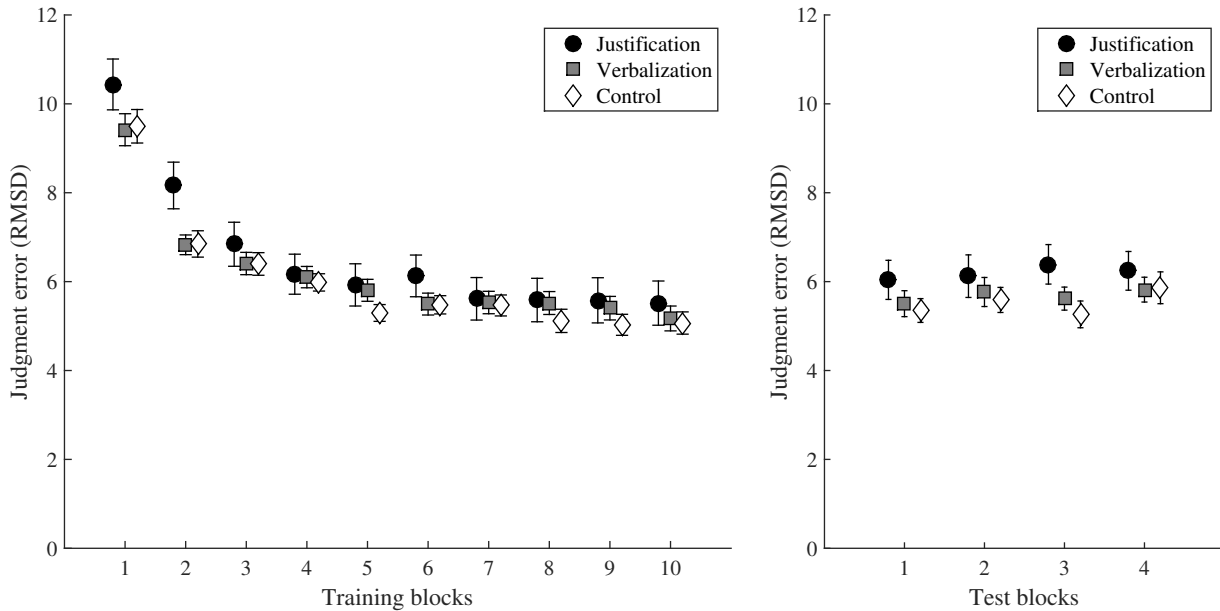 12
10
8
6
4
2
0
Judgment error (RMSD)
Justification
Verbalization
Control
1 2 3 4 5 6 7 8 9 10
Training blocks
12
10
8
6
4
2
0
Judgment error (RMSD)
Justification
Verbalization
Control
1 2 3 4
Test blocks